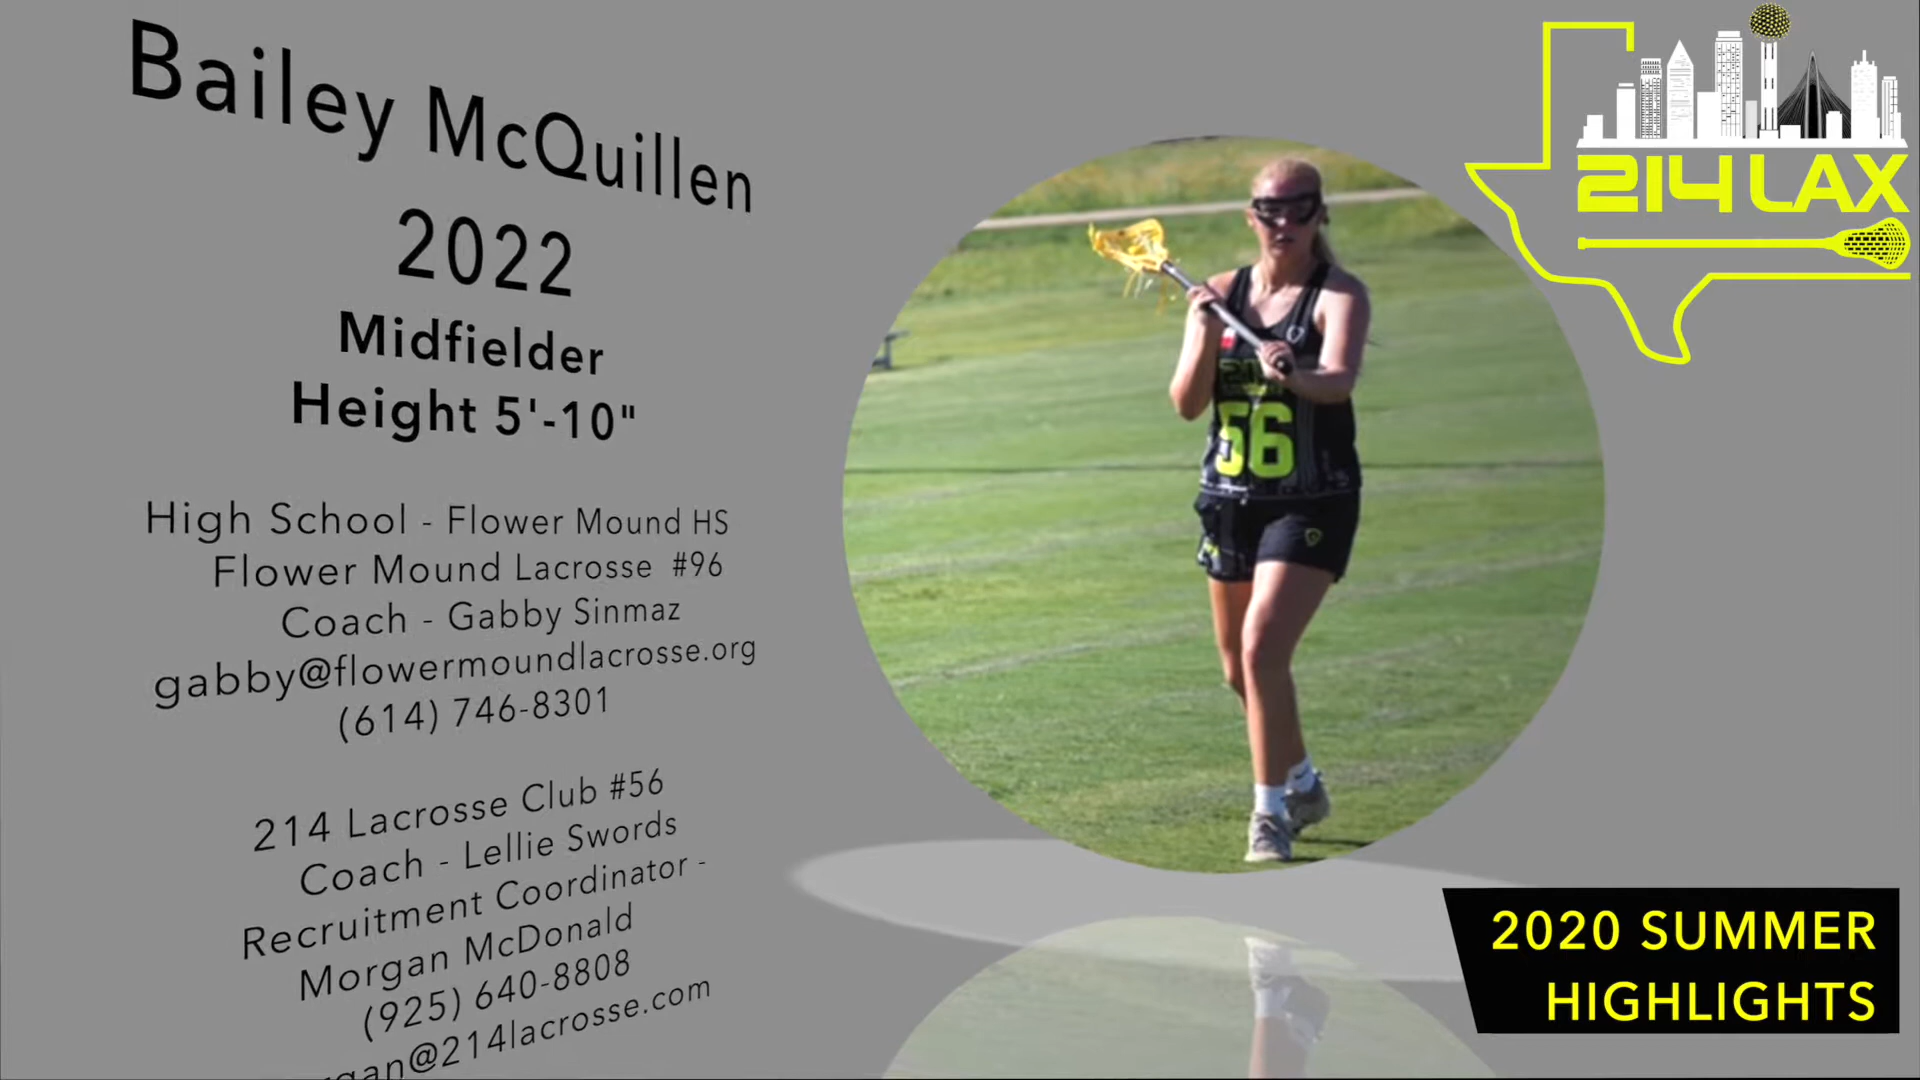 Bailey McQuillen
2022
Midfielder
Height 5'-10"
High School - Flower Mound HS
Flower Mound Lacrosse #96
Coach - Gabby Sinmaz
gabby@flowermoundlacrosse.org
(614) 746-8301
214 Lacrosse Club #56
Coach - Lellie Swords
Recruitment Coordinator -
Morgan McDonald
(925) 640-8808
gan@214lacrosse.com
214 LAX
56
2020 SUMMER
HIGHLIGHTS